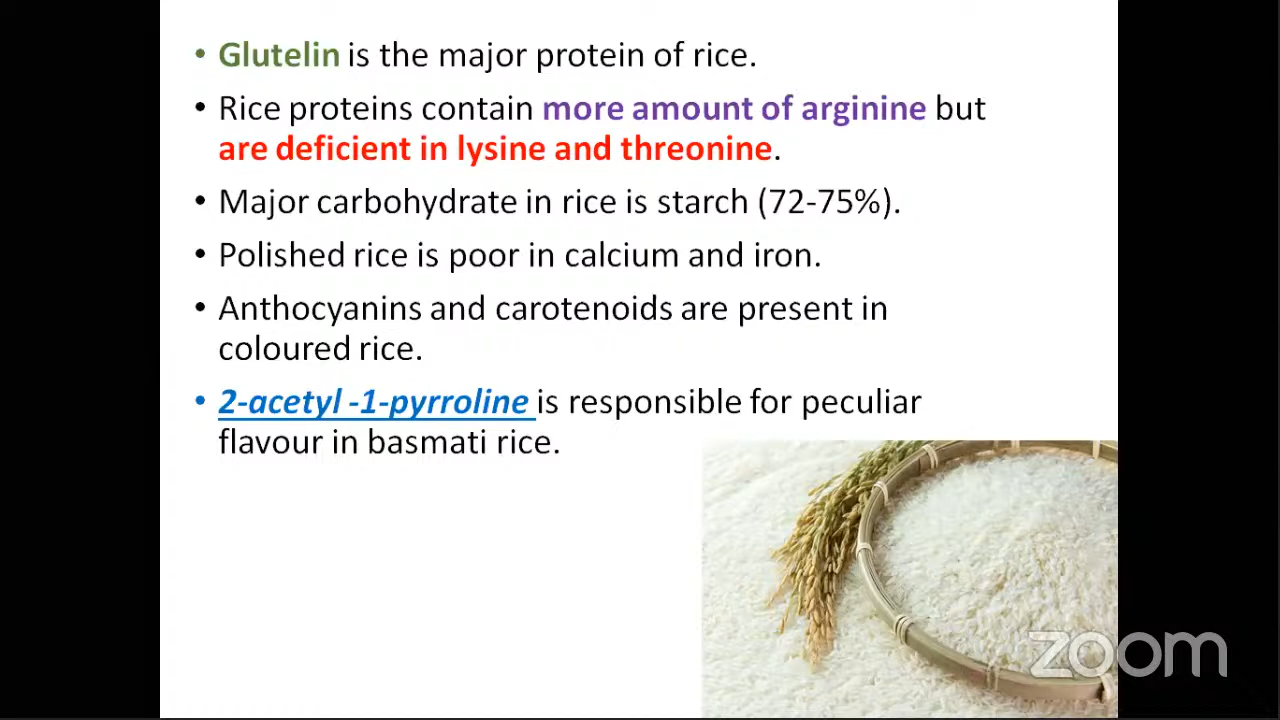 • Glutelin is the major protein of rice.
• Rice proteins contain more amount of arginine but
are deficient in lysine and threonine.
• Major carbohydrate in rice is starch (72-75%).
• Polished rice is poor in calcium and iron.
• Anthocyanins and carotenoids are present in
coloured rice.
• 2-acetyl -1-pyrroline is responsible for peculiar
flavour in basmati rice.
zoom